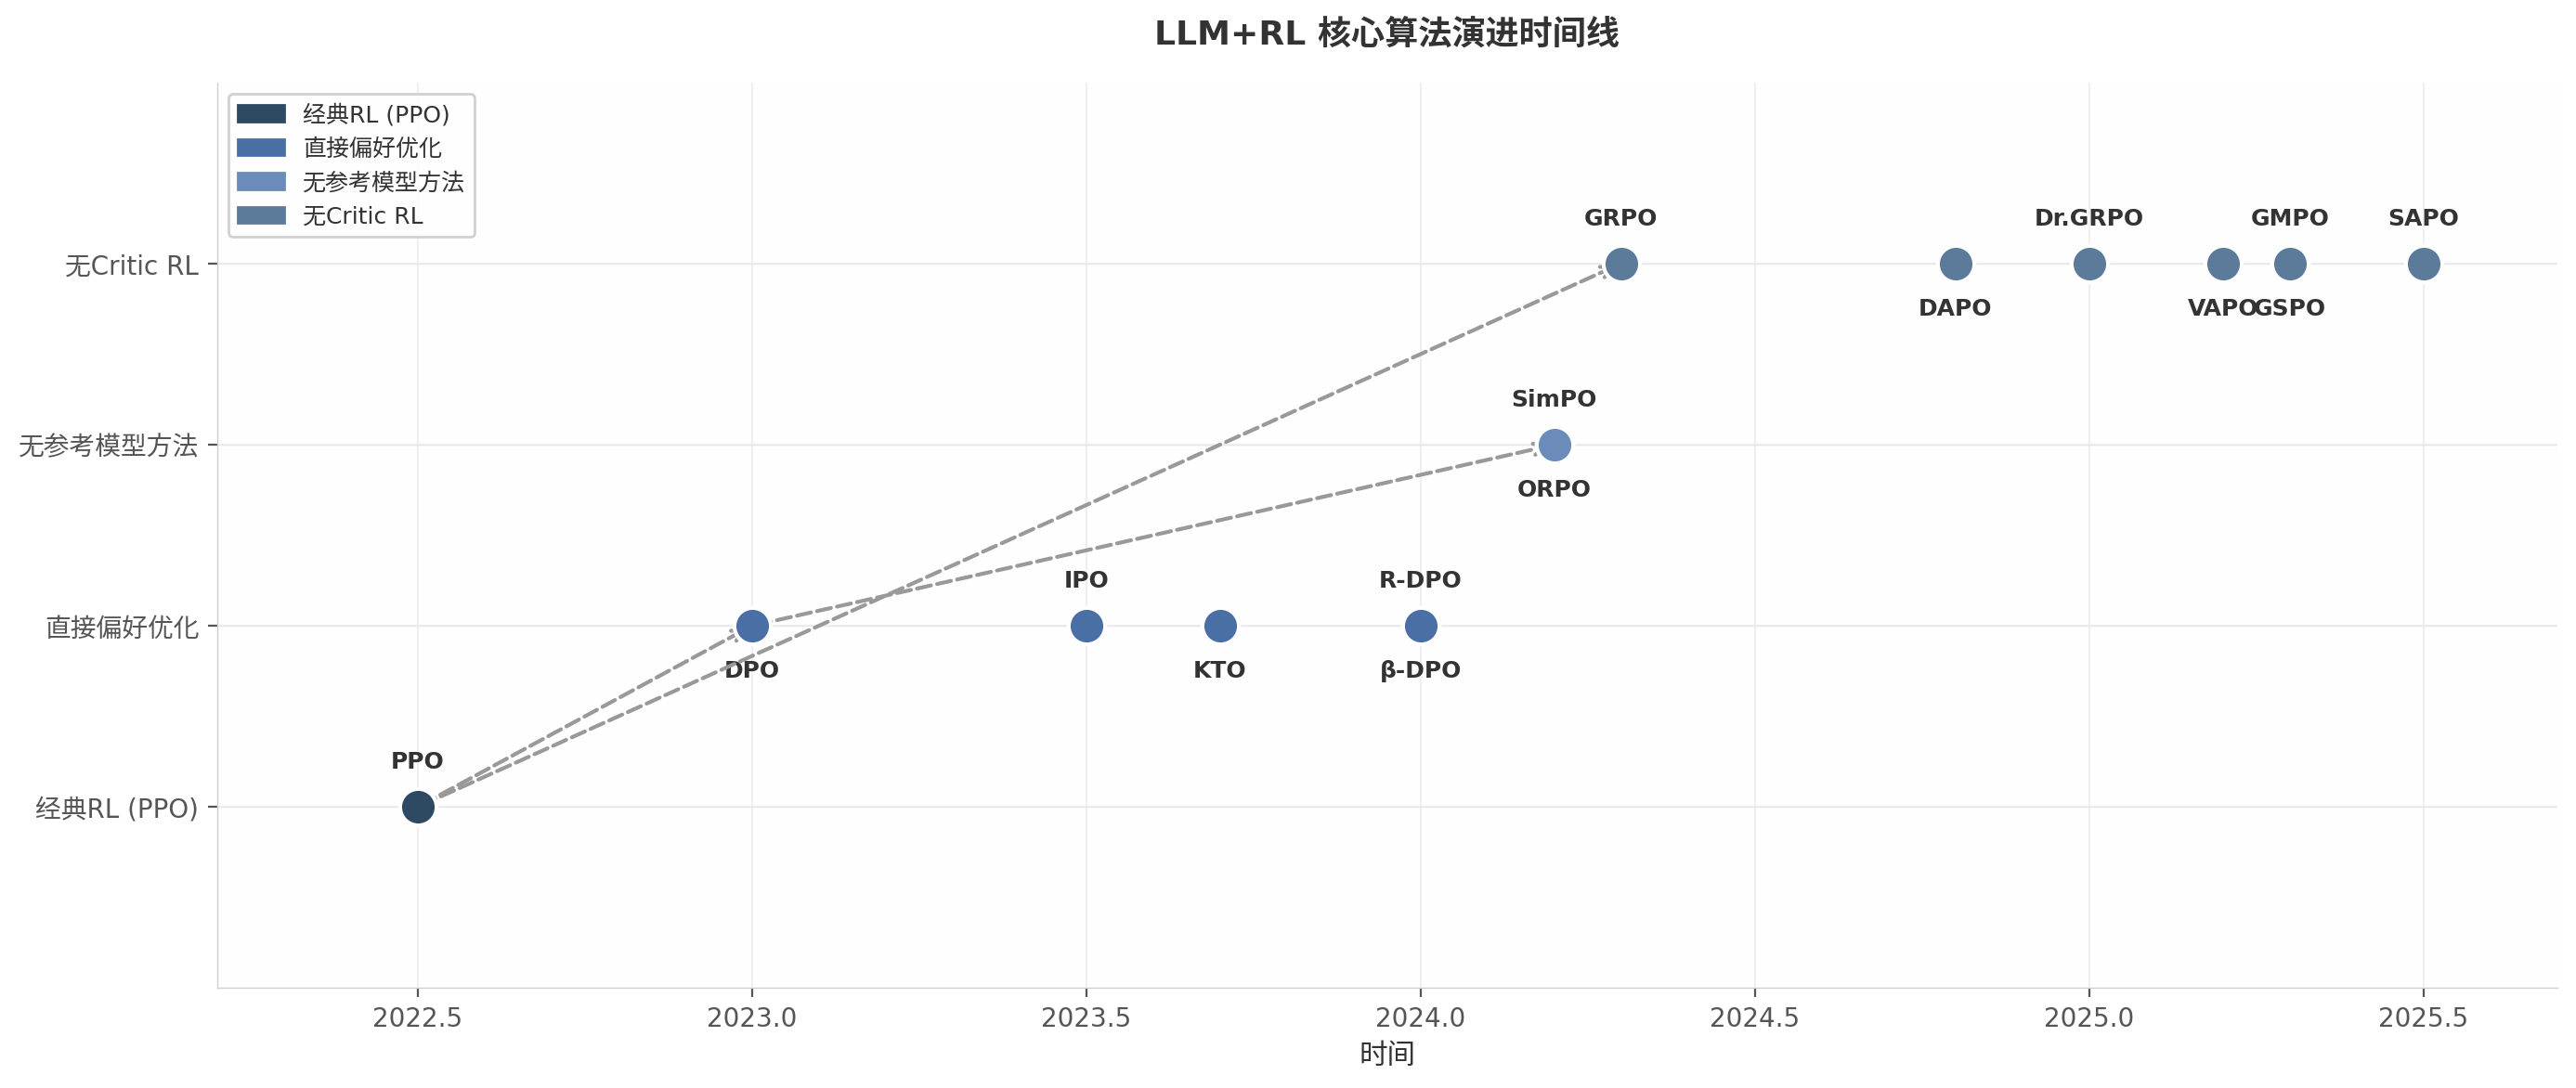 LLM+RL 核心算法演进时间线
经典RL (PPO)
直接偏好优化
无参考模型方法
无Critic RL
GRPO
Dr.GRPO
GMPO
SAPO
无Critic RL
DAPO
VAPO
GSPO
SimPO
无参考模型方法
ORPO
IPO
R-DPO
直接偏好优化
DPO
KTO
β-DPO
PPO
经典RL (PPO)
2022.5
2023.0
2023.5
2024.0
2024.5
2025.0
2025.5
时间